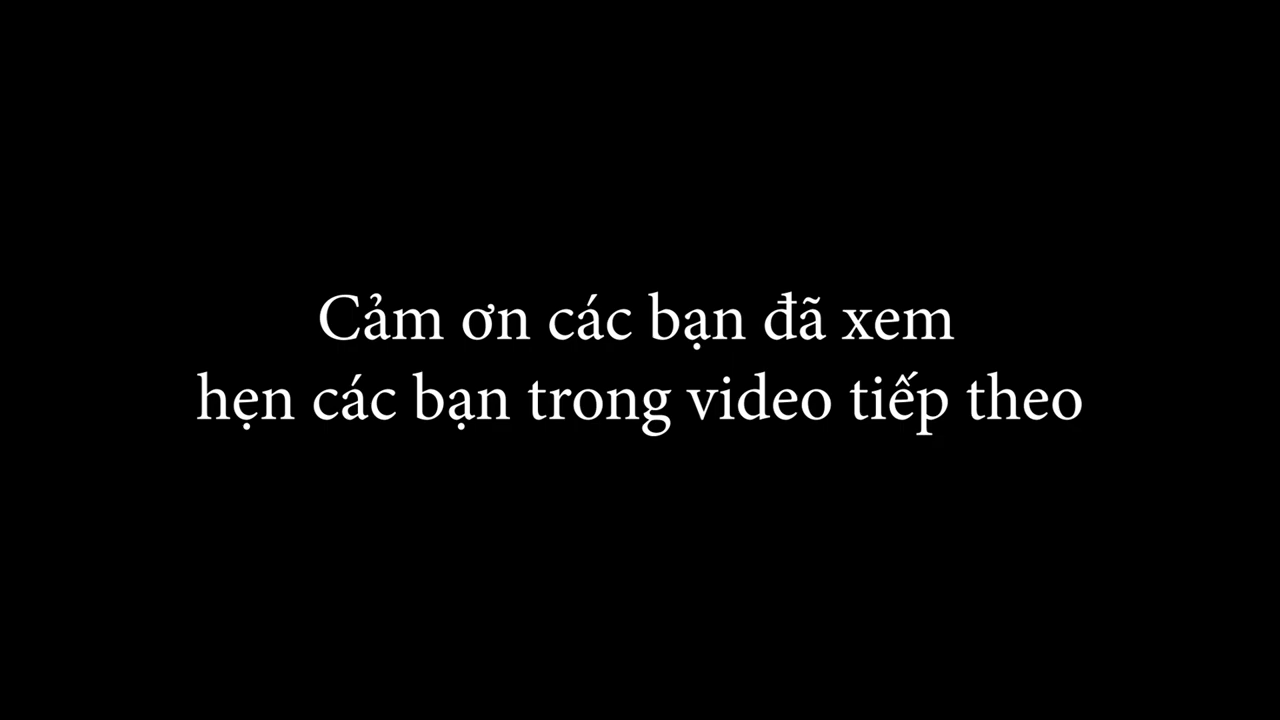 Cảm ơn các bạn đã xem
hẹn các bạn trong video tiếp theo